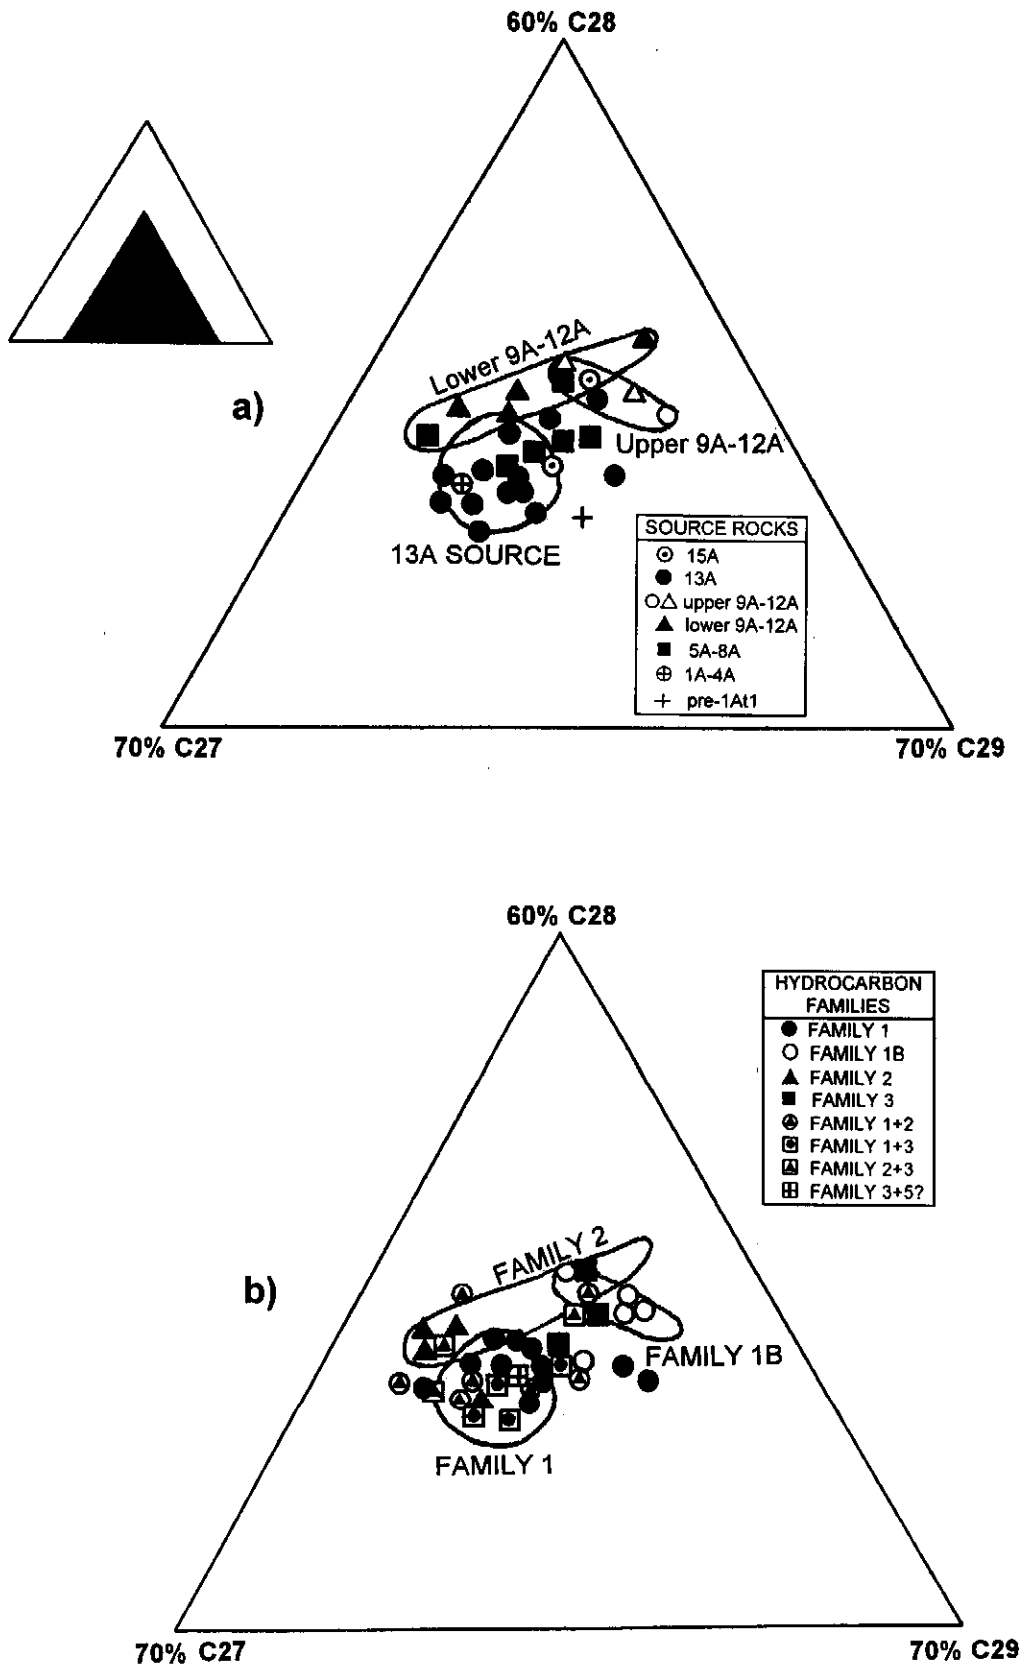 60% C28
a)
Lower 9A-12A
Upper 9A-12A
13A SOURCE
SOURCE ROCKS
15A
13A
upper 9A-12A
lower 9A-12A
5A-8A
1A-4A
pre-1At1
70% C27
70% C29
60% C28
HYDROCARBON
FAMILIES
FAMILY 1
FAMILY 1B
FAMILY 2
FAMILY 3
FAMILY 1+2
FAMILY 1+3
FAMILY 2+3
FAMILY 3+5?
b)
FAMILY 2
FAMILY 1B
FAMILY 1
70% C27
70% C29